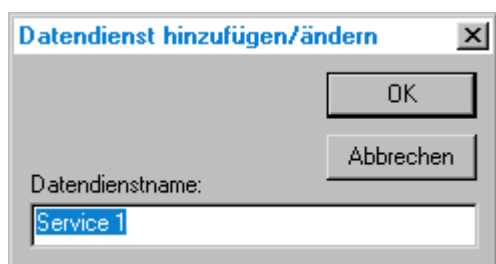 Datendienst hinzufügen/ändern
OK
Abbrechen
Datendienstname:
Service 1